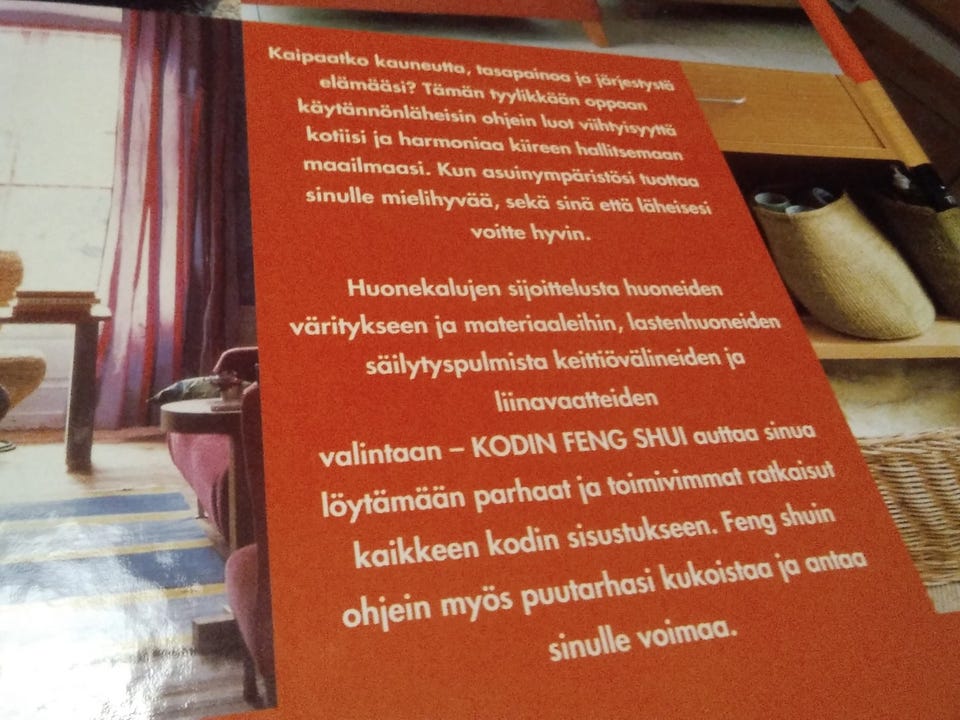 Kaipaatko kauneutta, tasapainoa ja järjestystä
elämääsi? Tämän tyylikkään oppaan
käytännönläheisin ohjein luot viihtyisyyttä
kotiisi ja harmoniaa kiireen hallitsemaan
maailmaasi. Kun asuinympäristösi tuottaa
sinulle mielihyvää, sekä sinä että läheisesi
voitte hyvin.
Huonekalujen sijoittelusta huoneiden
väritykseen ja materiaaleihin, lastenhuoneiden
säilytyspulmista keittiövälineiden ja
liinavaatteiden
valintaan – KODIN FENG SHUI auttaa sinua
löytämään parhaat ja toimivimmat ratkaisut
kaikkeen kodin sisustukseen. Feng shuin
ohjein myös puutarhasi kukoistaa ja antaa
sinulle voimaa.